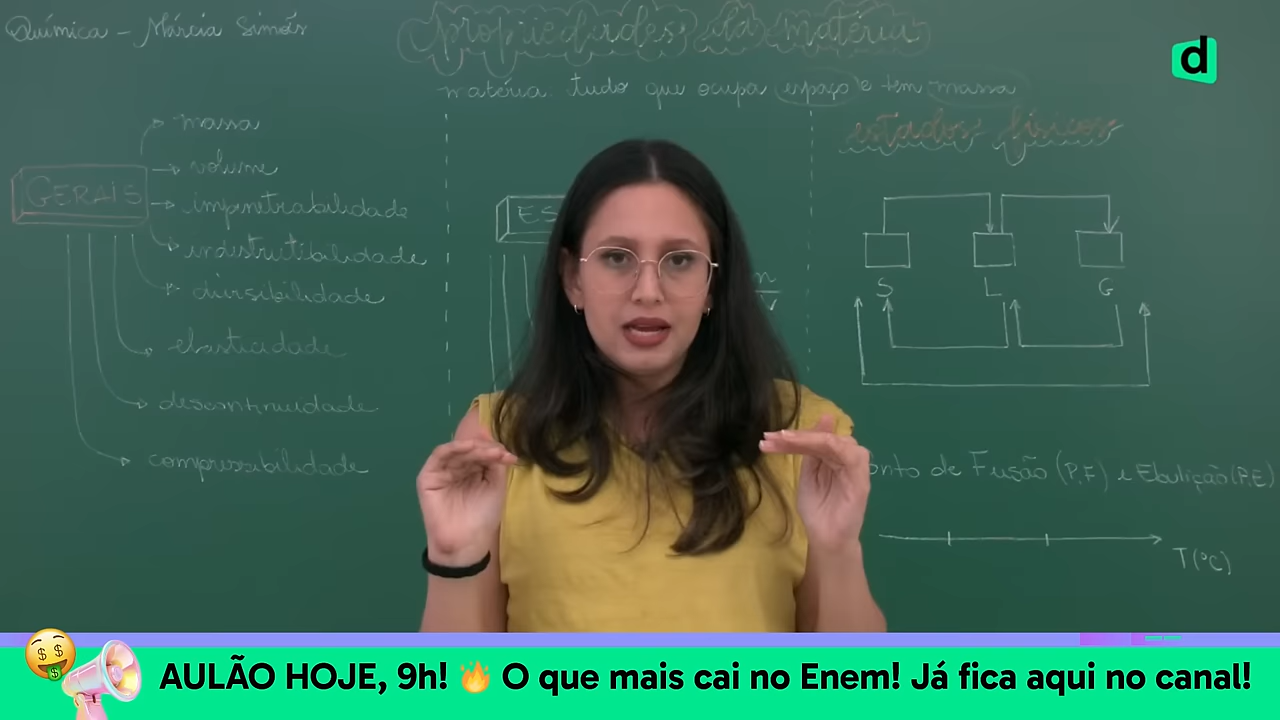 Química - Márcia Simões
propriedades da matéria
d
matéria: tudo que ocupa espaço e tem massa
GERAIS
massa
volume
impenetrabilidade
indestrutibilidade
divisibilidade
elasticidade
descontinuidade
compressibilidade
ES
m
v
estados físicos
S L G
onto de Fusão (P.F) e Ebulição (P.E)
T(°C)
AULÃO HOJE, 9h! 🔥 O que mais cai no Enem! Já fica aqui no canal!